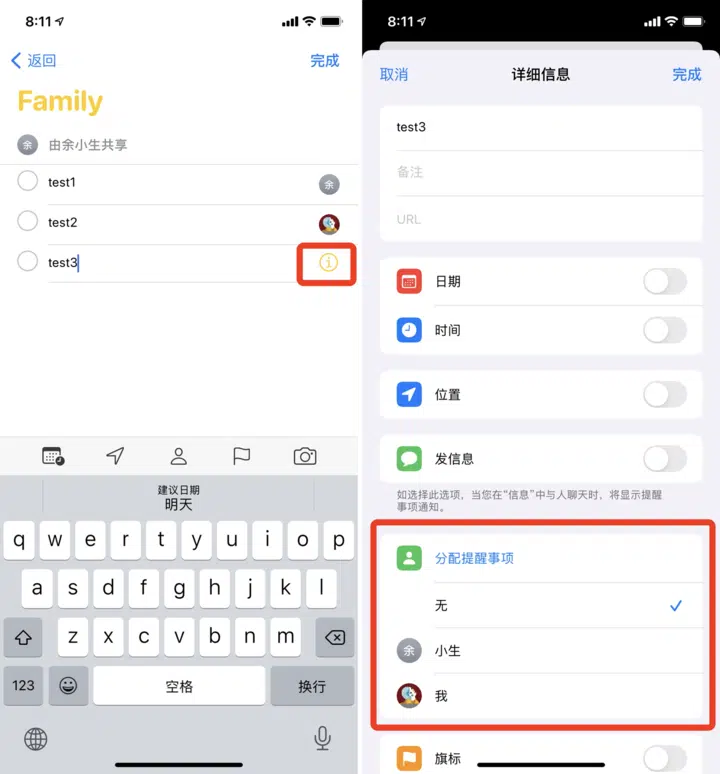 8:11
返回
完成
Family
余
由余小生共享
test1
余
test2
test3
建议日期
明天
q w e r t y u i o p
a s d f g h j k l
z x c v b n m
123
空格
换行
8:11
取消
详细信息
完成
test3
备注
URL
日期
时间
位置
发信息
如选择此选项，当您在“信息”中与人聊天时，将显示提醒
事项通知。
分配提醒事项
无
余
小生
我
旗标